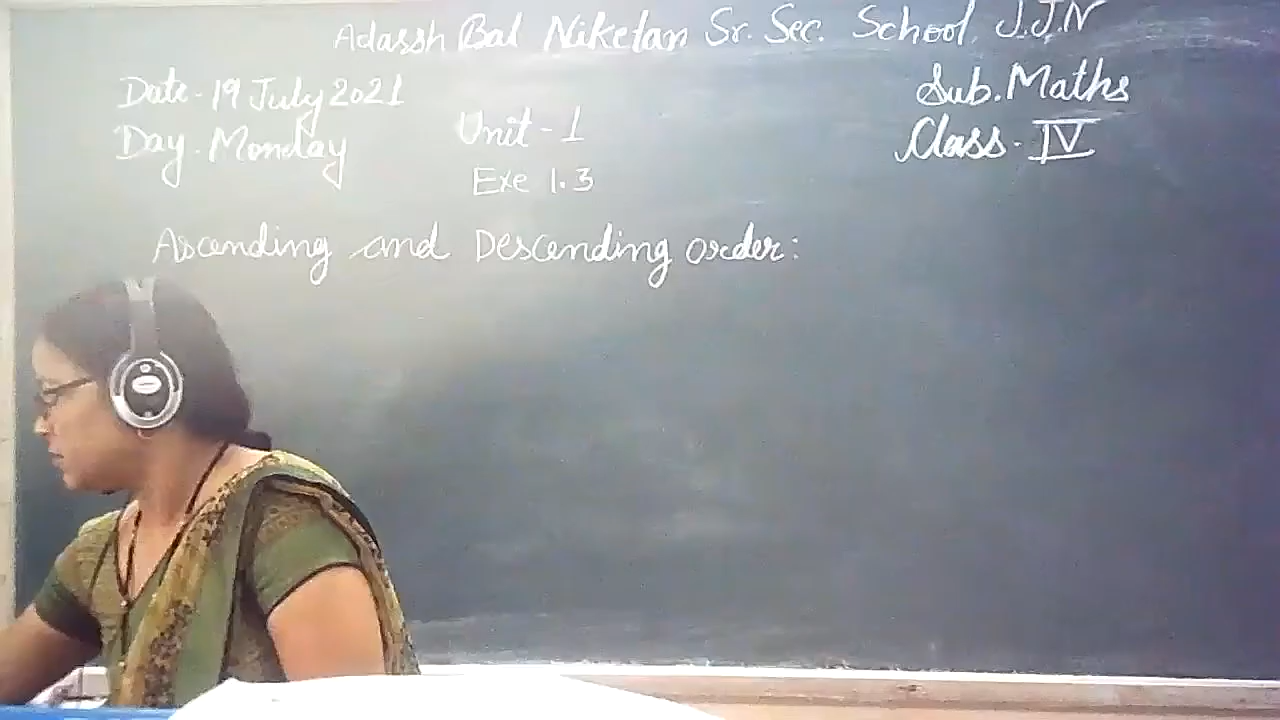 Adarsh Bal Niketan Sr. Sec. School, J.J.N
Date - 19 July 2021
Sub. Maths
Day. Monday
Unit - 1
Class - IV
Exe 1.3
Ascending and Descending order: